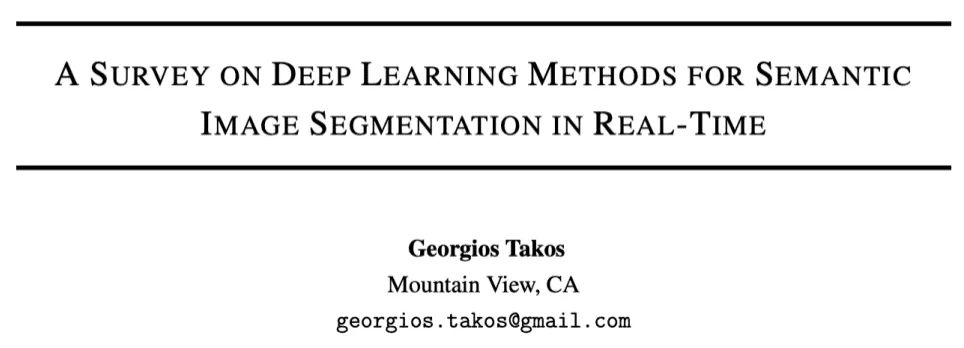 A SURVEY ON DEEP LEARNING METHODS FOR SEMANTIC
IMAGE SEGMENTATION IN REAL-TIME
Georgios Takos
Mountain View, CA
georgios.takos@gmail.com